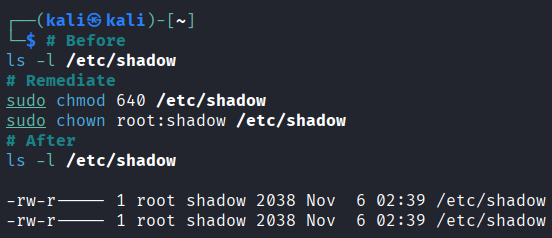 ┌──(kali㉿kali)-[~]
└─$ # Before
ls -l /etc/shadow
# Remediate
sudo chmod 640 /etc/shadow
sudo chown root:shadow /etc/shadow
# After
ls -l /etc/shadow
-rw-r----- 1 root shadow 2038 Nov  6 02:39 /etc/shadow
-rw-r----- 1 root shadow 2038 Nov  6 02:39 /etc/shadow